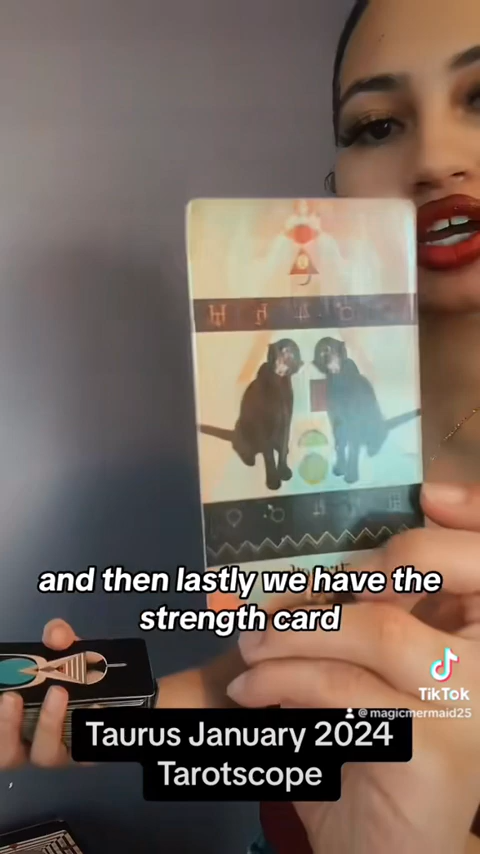 and then lastly we have the
strength card
TikTok
@magicmermaid25
Taurus January 2024
Tarotscope